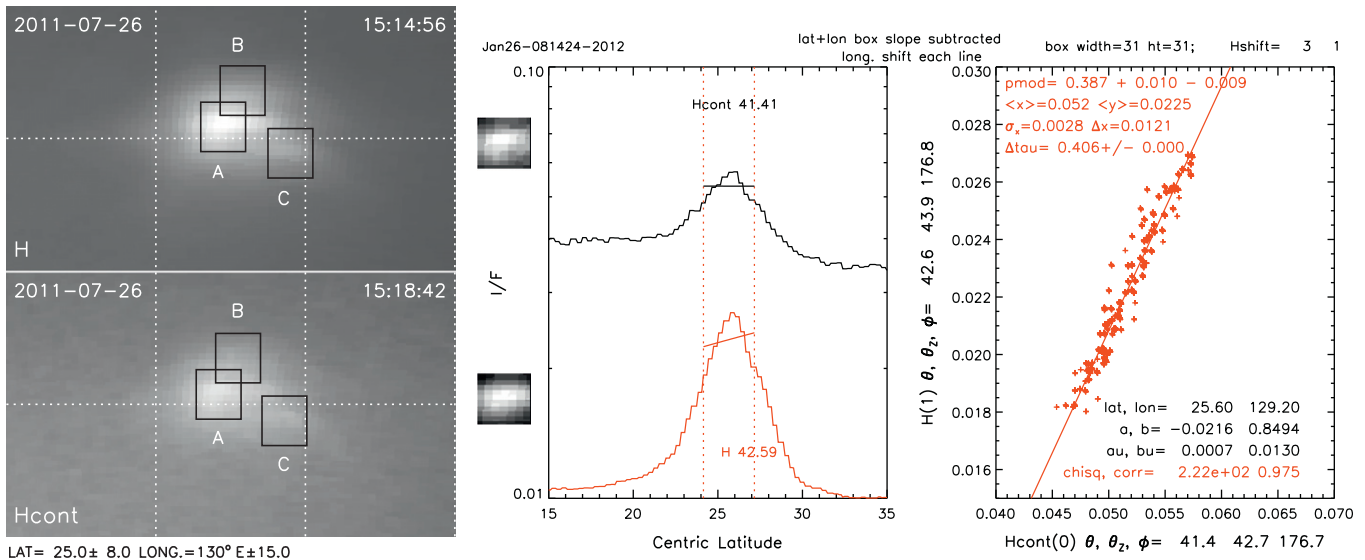 2011-07-26 15:14:56
B
A
C
H
2011-07-26 15:18:42
B
A
C
Hcont
LAT= 25.0± 8.0 LONG.=130° E±15.0
Jan26-081424-2012
lat+lon box slope subtracted
long. shift each line
box width=31 ht=31; Hshift= 3 1
0.10
I/F
0.01
Hcont 41.41
H 42.59
15 20 25 30 35
Centric Latitude
H(1) θ, θ_Z, ϕ= 42.6 43.9 176.8
0.030
0.028
0.026
0.024
0.022
0.020
0.018
0.016
pmod= 0.387 + 0.010 - 0.009
<x>=0.052 <y>=0.0225
σ_x=0.0028 Δx=0.0121
Δtau= 0.406+/- 0.000
lat, lon= 25.60 129.20
a, b= -0.0216 0.8494
au, bu= 0.0007 0.0130
chisq, corr= 2.22e+02 0.975
0.040 0.045 0.050 0.055 0.060 0.065 0.070
Hcont(0) θ, θ_Z, ϕ= 41.4 42.7 176.7